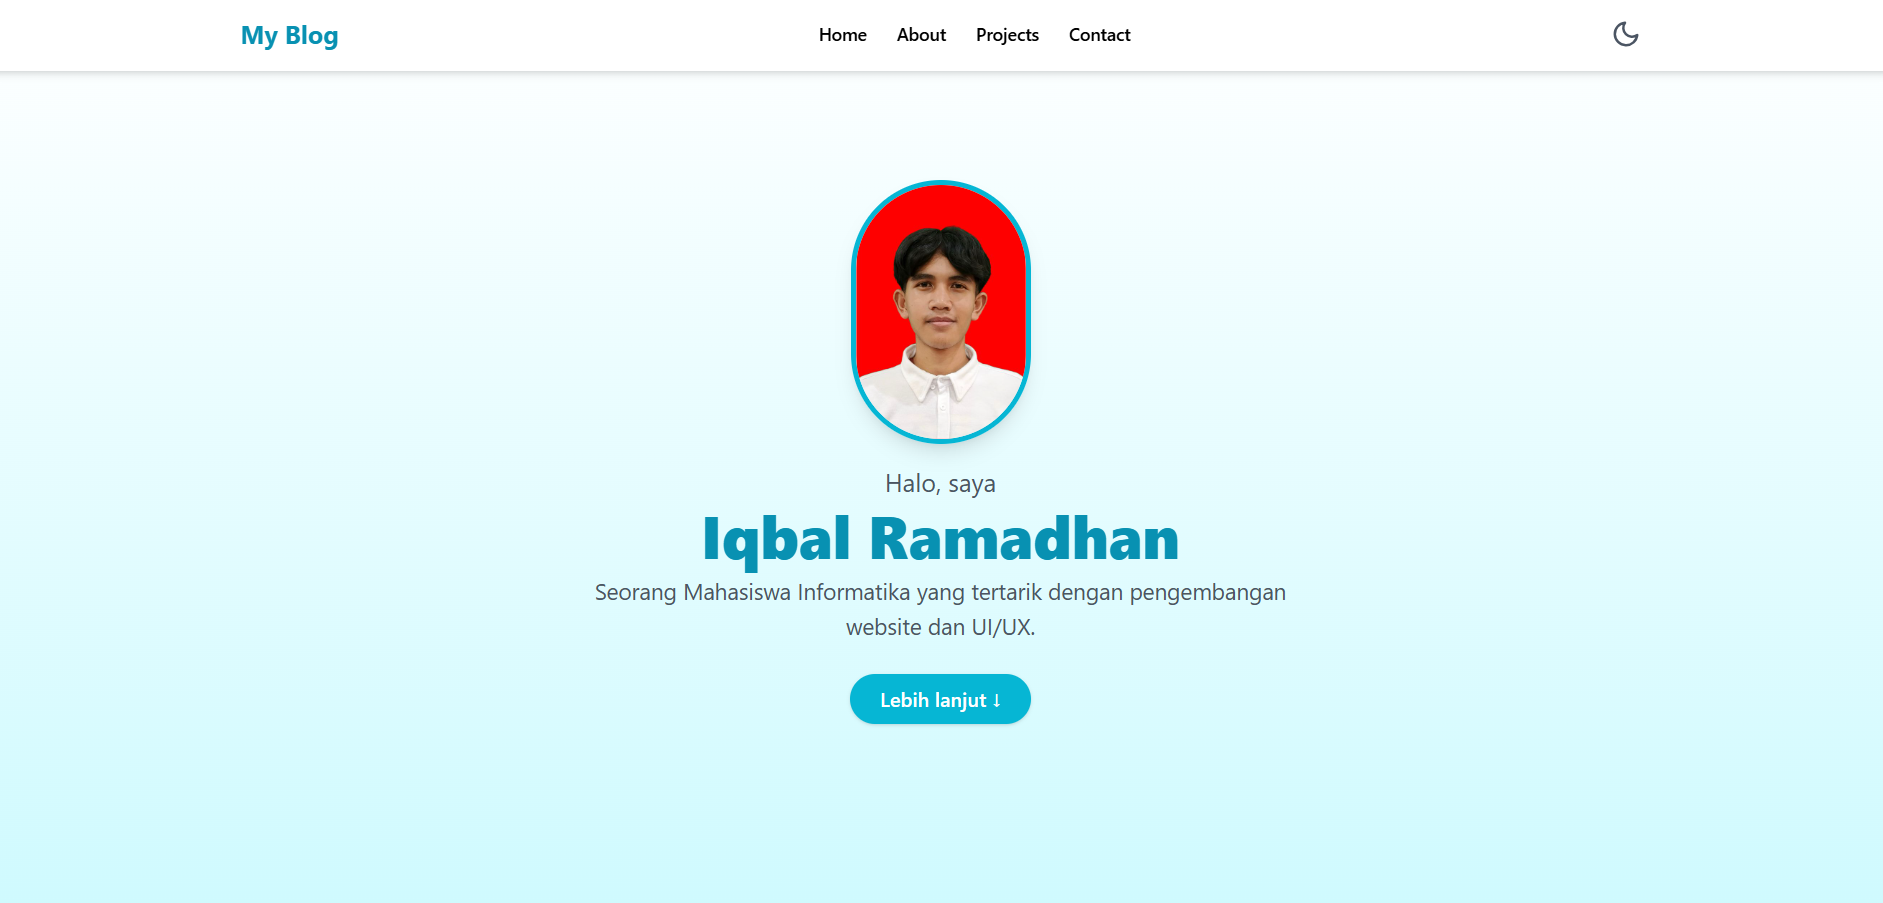 My Blog
Home About Projects Contact
Halo, saya
Iqbal Ramadhan
Seorang Mahasiswa Informatika yang tertarik dengan pengembangan
website dan UI/UX.
Lebih lanjut ↓